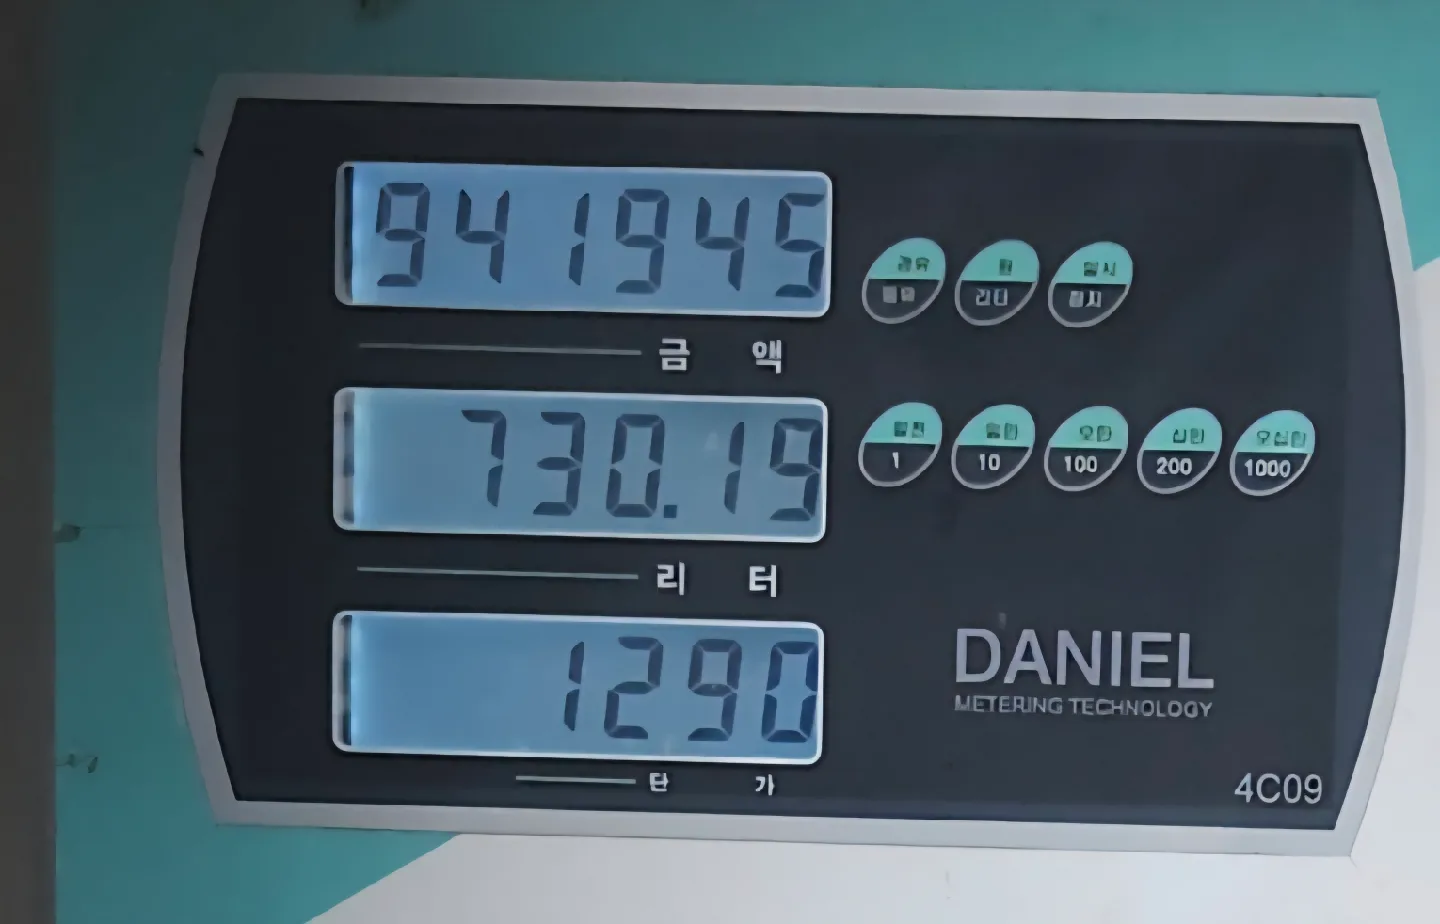 941945
금 액
730.19
리 터
1290
단 가
1 10 100 200 1000
DANIEL
METERING TECHNOLOGY
4C09